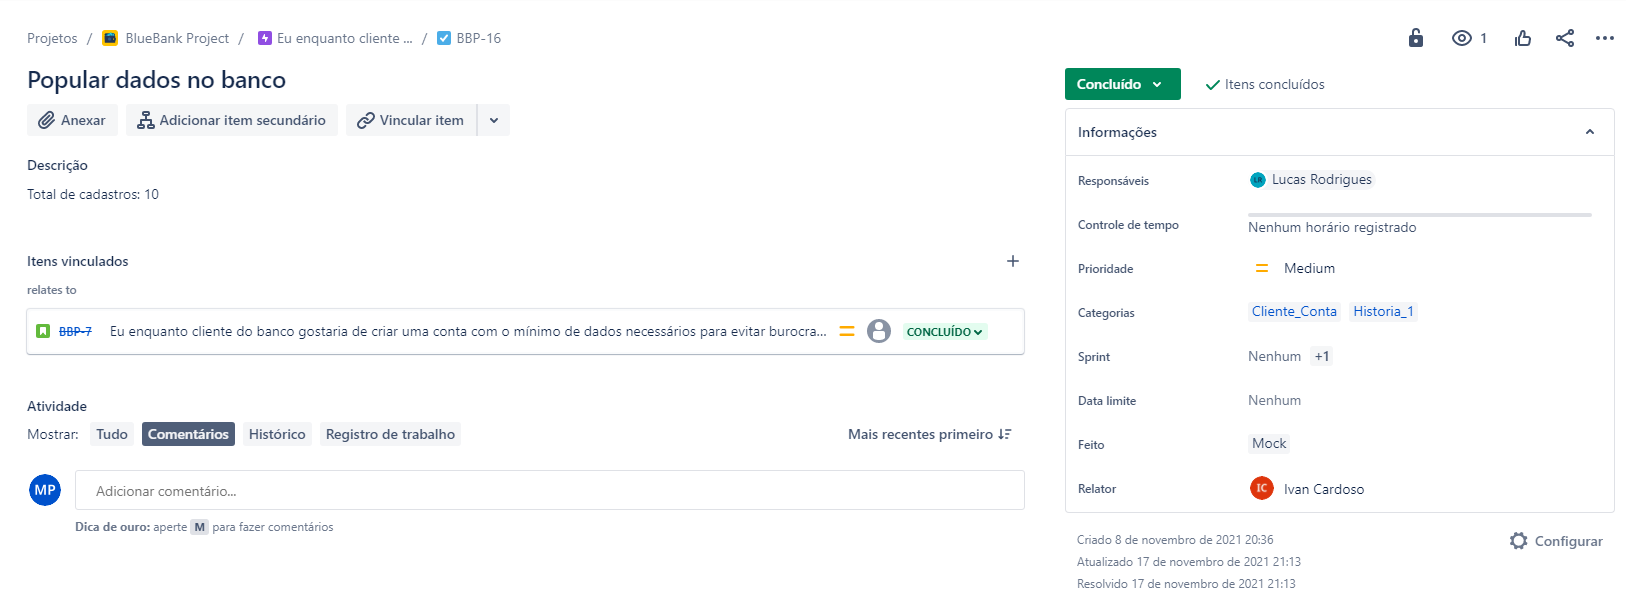 Projetos / BlueBank Project / Eu enquanto cliente ... / BBP-16
1
Popular dados no banco
Anexar Adicionar item secundário Vincular item
Descrição
Total de cadastros: 10
Itens vinculados
relates to
BBP-7 Eu enquanto cliente do banco gostaria de criar uma conta com o mínimo de dados necessários para evitar burocra... CONCLUÍDO
Atividade
Mostrar: Tudo Comentários Histórico Registro de trabalho Mais recentes primeiro
MP Adicionar comentário...
Dica de ouro: aperte M para fazer comentários
Concluído Itens concluídos
Informações
Responsáveis LR Lucas Rodrigues
Controle de tempo Nenhum horário registrado
Prioridade Medium
Categorias Cliente_Conta Historia_1
Sprint Nenhum +1
Data limite Nenhum
Feito Mock
Relator IC Ivan Cardoso
Criado 8 de novembro de 2021 20:36
Atualizado 17 de novembro de 2021 21:13
Resolvido 17 de novembro de 2021 21:13
Configurar